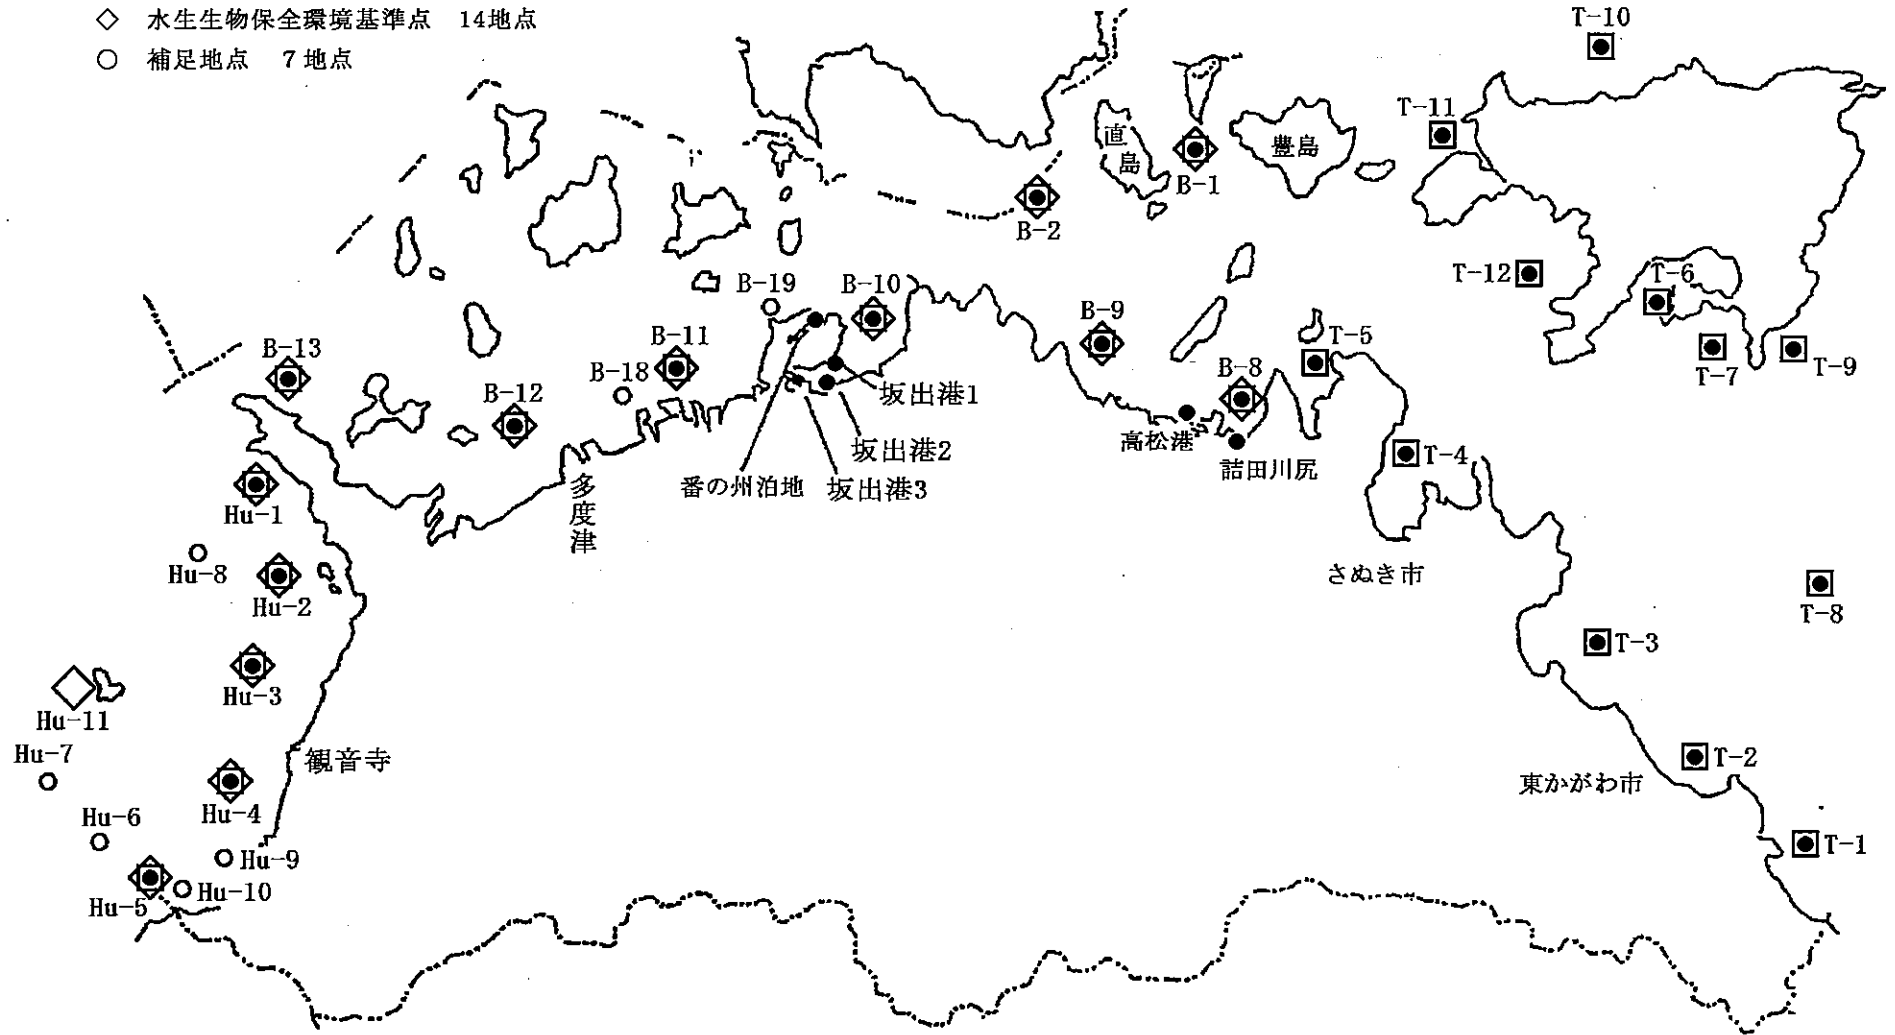 ◇ 水生生物保全環境基準点 14地点
○ 補足地点 7地点
T-10
T-11
直島
豊島
B-1
B-2
T-12
T-6
B-19
B-10
B-9
T-5
B-13
B-11
B-18
B-12
B-8
T-7
T-9
坂出港1
坂出港2
坂出港3
番の州泊地
高松港
詰田川尻
T-4
多度津
Hu-1
Hu-8
Hu-2
さぬき市
T-8
T-3
Hu-3
Hu-11
Hu-7
観音寺
T-2
東かがわ市
Hu-4
Hu-6
Hu-9
T-1
Hu-10
Hu-5